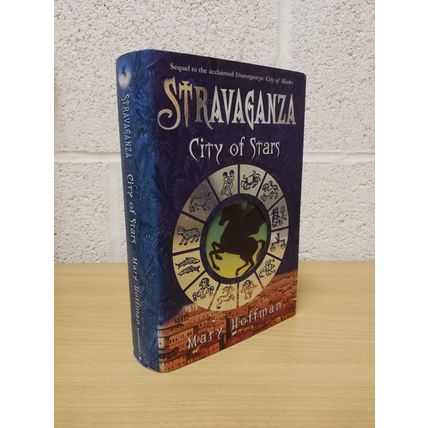 Sequel to the acclaimed Stravaganza: City of Masks
STRAVAGANZA
City of Stars
Mary Hoffman
STRAVAGANZA
City of Stars
Mary Hoffman